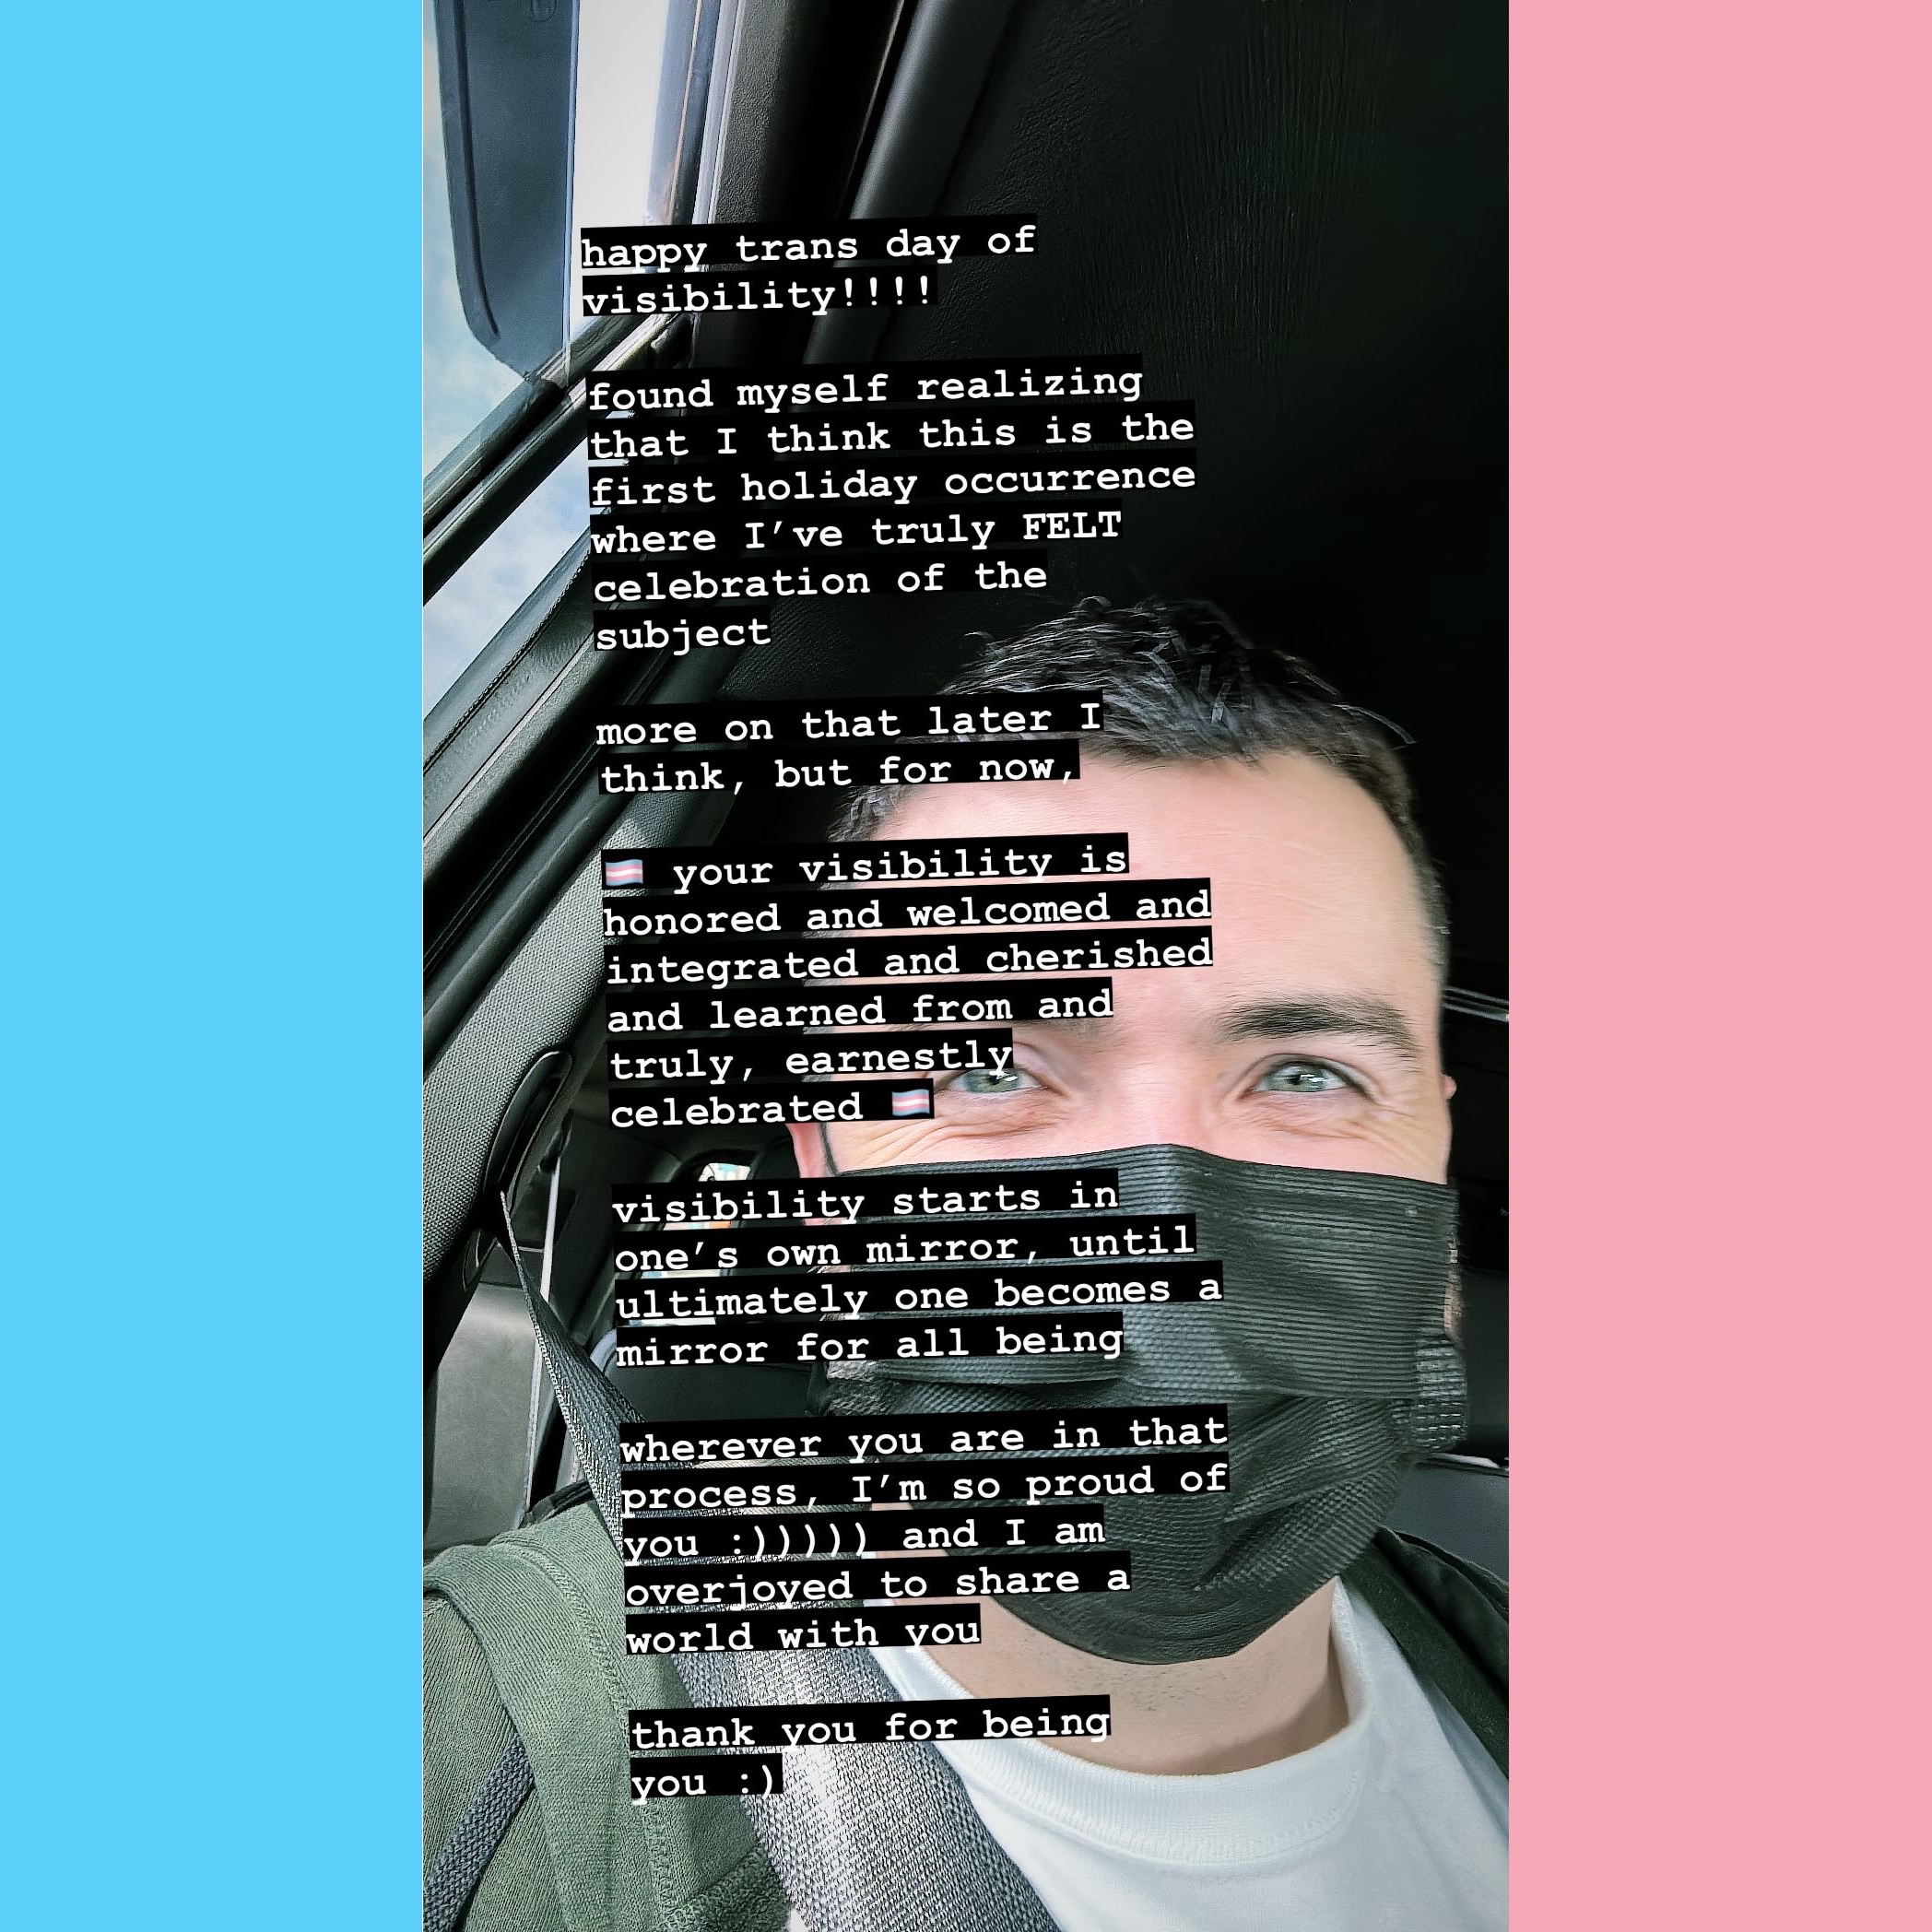 happy trans day of
visibility!!!!
found myself realizing
that I think this is the
first holiday occurrence
where I’ve truly FELT
celebration of the
subject
more on that later I
think, but for now,
🏳️‍⚧️ your visibility is
honored and welcomed and
integrated and cherished
and learned from and
truly, earnestly
celebrated 🏳️‍⚧️
visibility starts in
one’s own mirror, until
ultimately one becomes a
mirror for all being
wherever you are in that
process, I’m so proud of
you :))))) and I am
overjoyed to share a
world with you
thank you for being
you :)